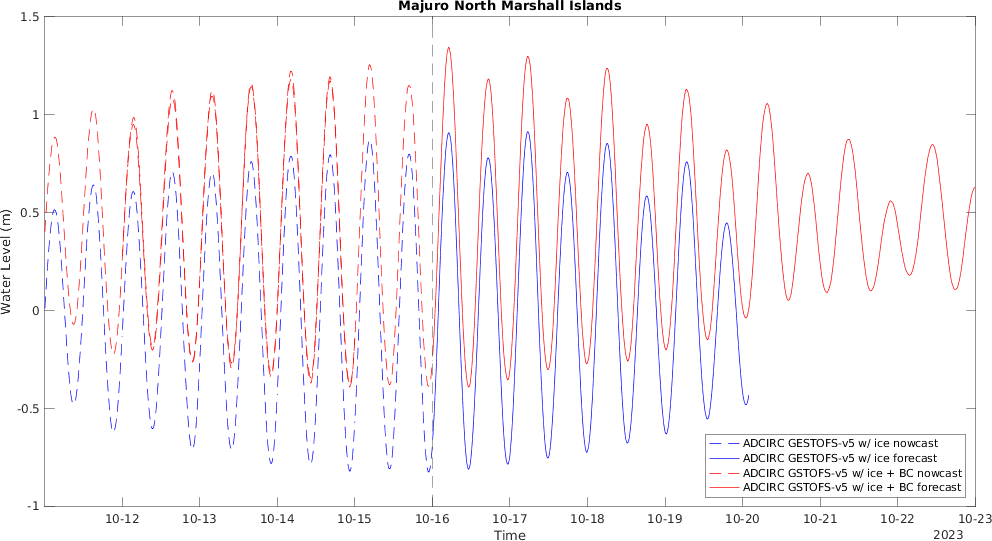 Majuro North Marshall Islands
1.5
1
0.5
0
-0.5
-1
Water Level (m)
10-12
10-13
10-14
10-15
10-16
10-17
10-18
10-19
10-20
10-21
10-22
10-23
Time
2023
ADCIRC GESTOFS-v5 w/ ice nowcast
ADCIRC GESTOFS-v5 w/ ice forecast
ADCIRC GSTOFS-v5 w/ ice + BC nowcast
ADCIRC GSTOFS-v5 w/ ice + BC forecast